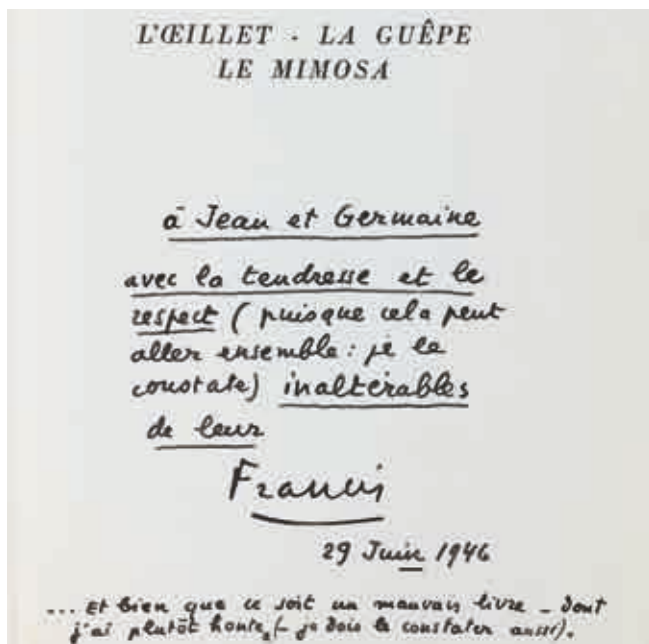 L'ŒILLET - LA GUÊPE
LE MIMOSA
à Jean et Germaine
avec la tendresse et le
respect ( puisque cela peut
aller ensemble : je le
constate) inaltérables
de leur
Francis
29 Juin 1946
... Et bien que ce soit un mauvais livre - dont
j'ai plutôt honte, (- je dois le constater aussi).